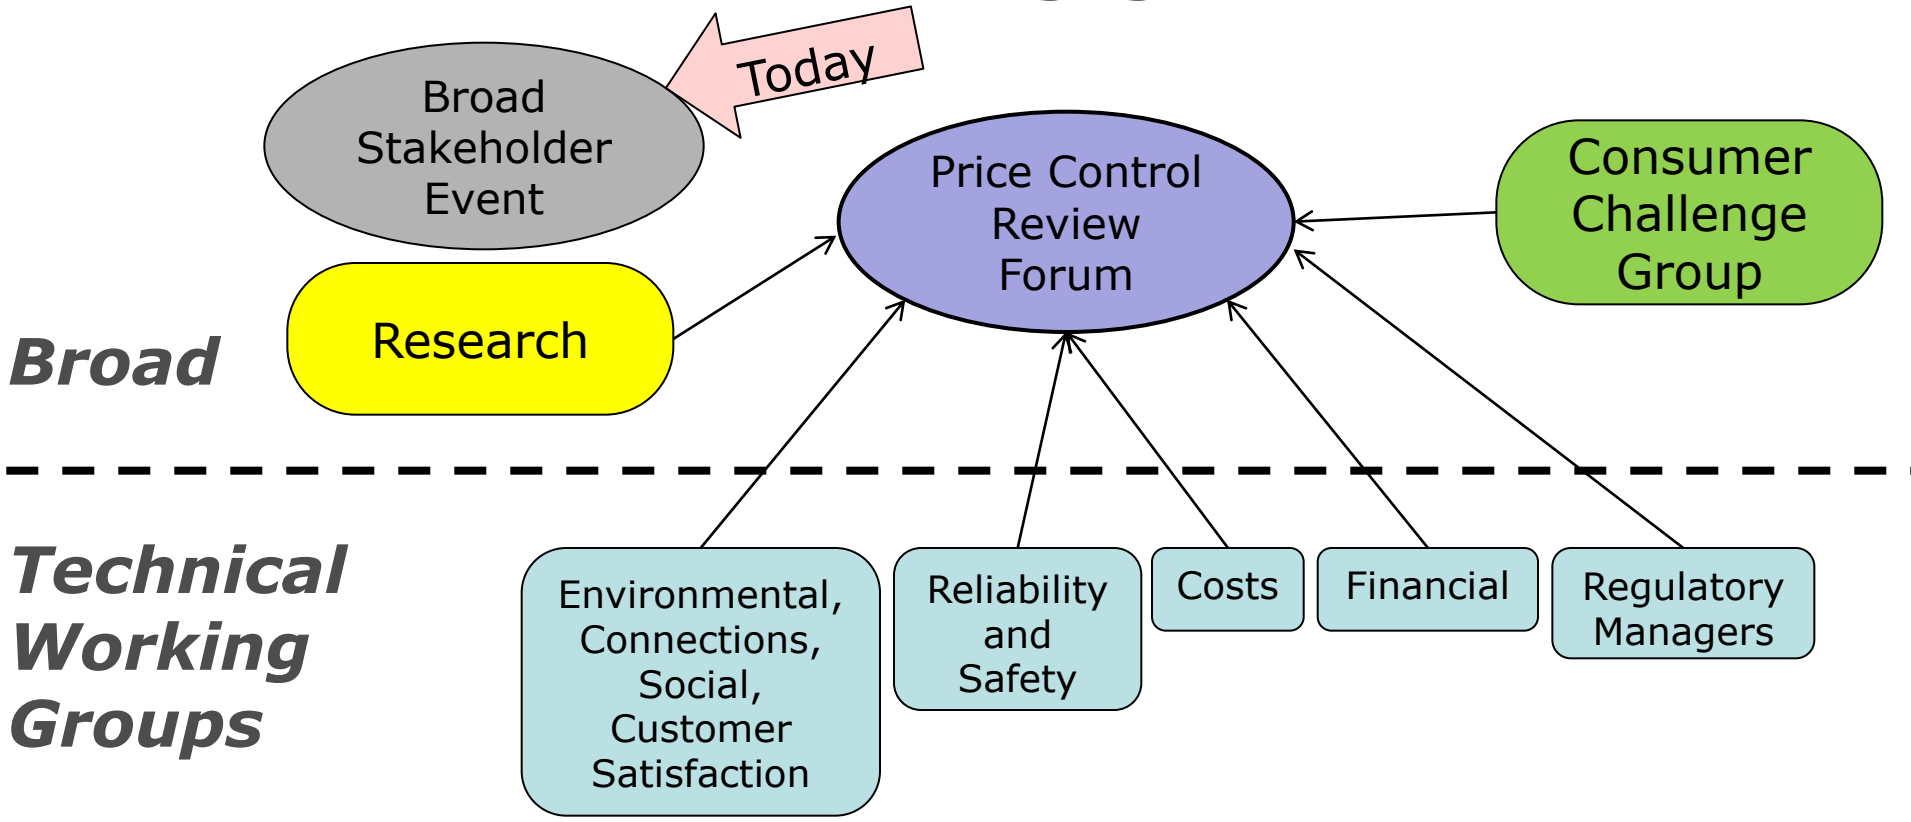 Today
Broad
Stakeholder
Event
Price Control
Review
Forum
Consumer
Challenge
Group
Research
Broad
Technical
Working
Groups
Environmental,
Connections,
Social,
Customer
Satisfaction
Reliability
and
Safety
Costs
Financial
Regulatory
Managers